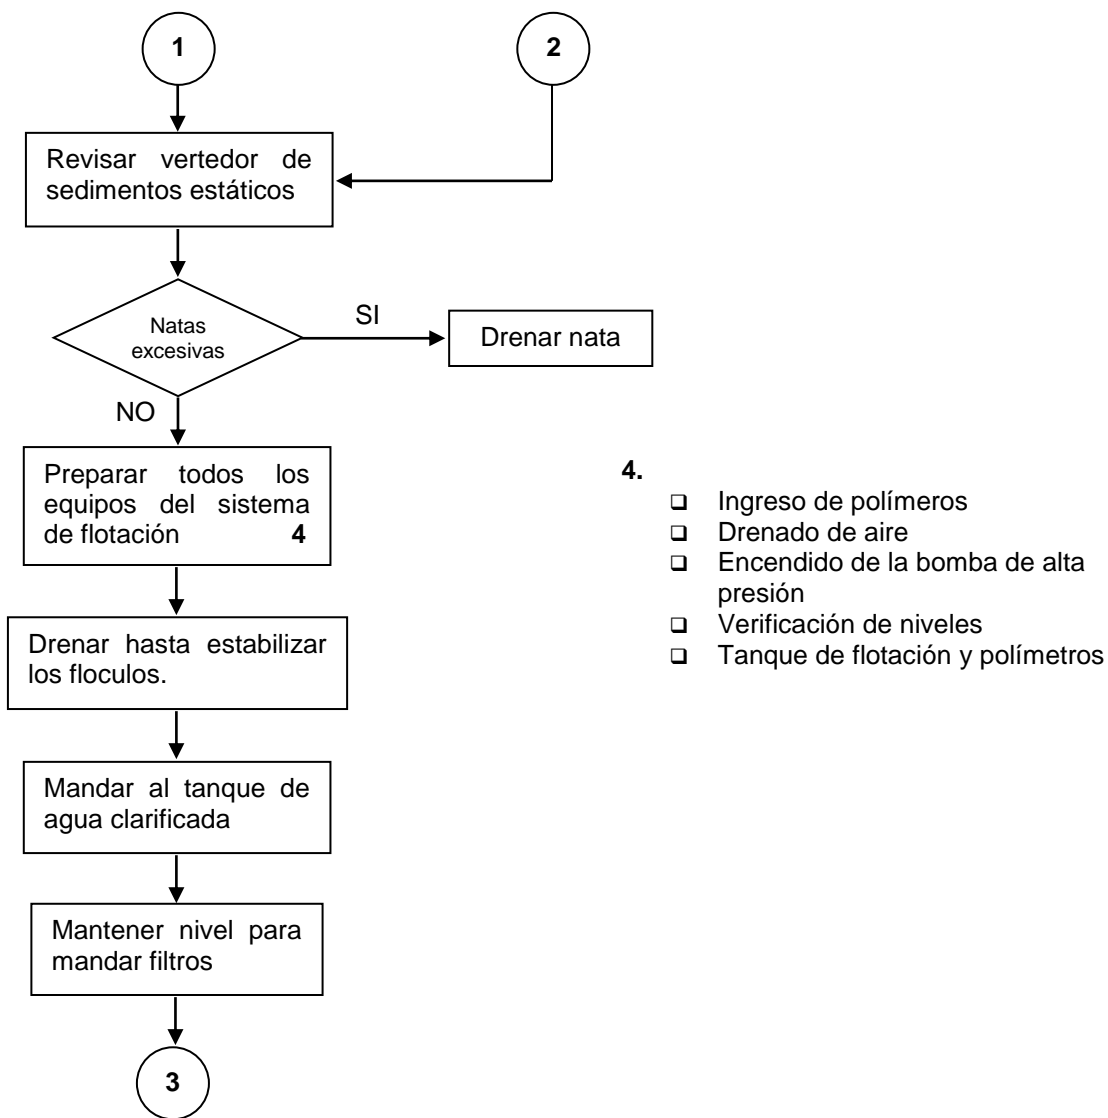 1
2
Revisar vertedor de
sedimentos estáticos
Natas
excesivas
SI
Drenar nata
NO
Preparar todos los
equipos del sistema
de flotación 4
4.
Ingreso de polímeros
Drenado de aire
Encendido de la bomba de alta
presión
Verificación de niveles
Tanque de flotación y polímetros
Drenar hasta estabilizar
los floculos.
Mandar al tanque de
agua clarificada
Mantener nivel para
mandar filtros
3